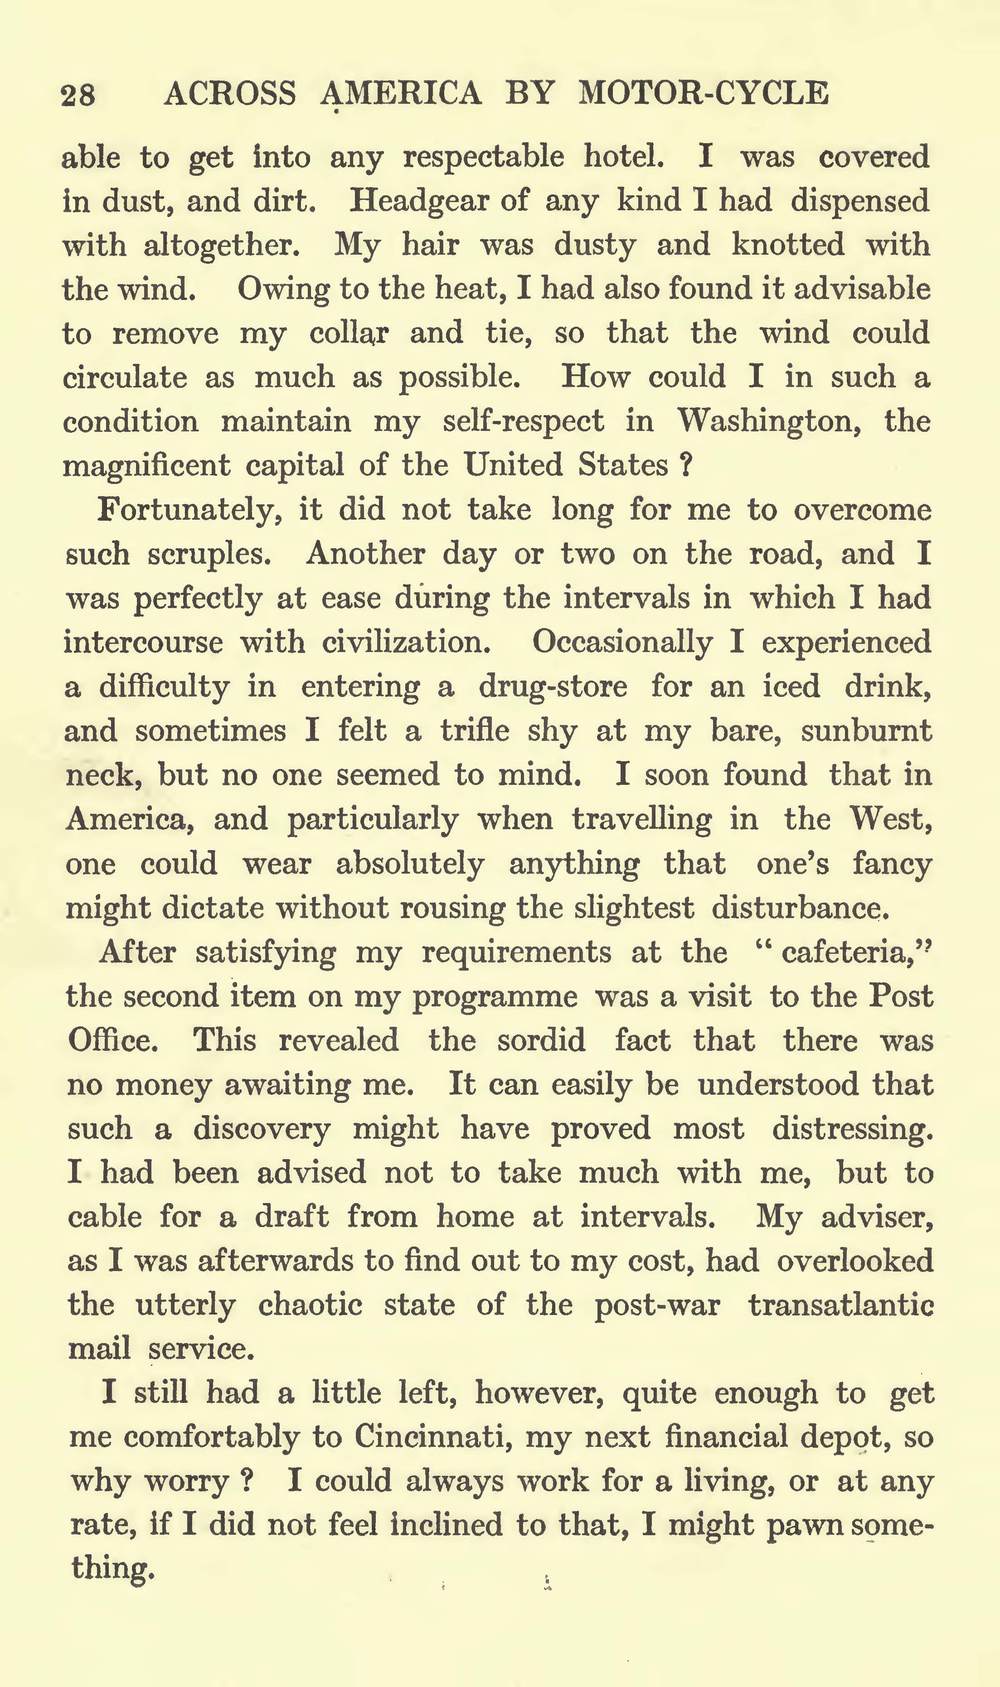 28 ACROSS AMERICA BY MOTOR-CYCLE
able to get into any respectable hotel. I was covered
in dust, and dirt. Headgear of any kind I had dispensed
with altogether. My hair was dusty and knotted with
the wind. Owing to the heat, I had also found it advisable
to remove my collar and tie, so that the wind could
circulate as much as possible. How could I in such a
condition maintain my self-respect in Washington, the
magnificent capital of the United States ?
Fortunately, it did not take long for me to overcome
such scruples. Another day or two on the road, and I
was perfectly at ease during the intervals in which I had
intercourse with civilization. Occasionally I experienced
a difficulty in entering a drug-store for an iced drink,
and sometimes I felt a trifle shy at my bare, sunburnt
neck, but no one seemed to mind. I soon found that in
America, and particularly when travelling in the West,
one could wear absolutely anything that one's fancy
might dictate without rousing the slightest disturbance.
After satisfying my requirements at the “ cafeteria,”
the second item on my programme was a visit to the Post
Office. This revealed the sordid fact that there was
no money awaiting me. It can easily be understood that
such a discovery might have proved most distressing.
I had been advised not to take much with me, but to
cable for a draft from home at intervals. My adviser,
as I was afterwards to find out to my cost, had overlooked
the utterly chaotic state of the post-war transatlantic
mail service.
I still had a little left, however, quite enough to get
me comfortably to Cincinnati, my next financial depot, so
why worry ? I could always work for a living, or at any
rate, if I did not feel inclined to that, I might pawn some-
thing.